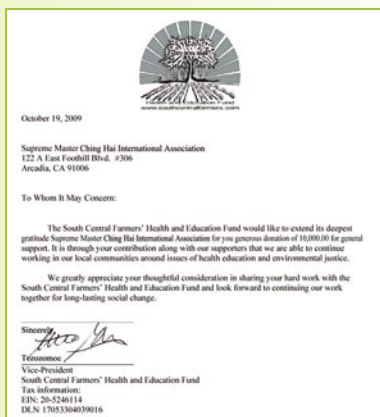 Health and Education Fund
www.southcentralfarmers.com
October 19, 2009
Supreme Master Ching Hai International Association
122 A East Foothill Blvd. #306
Arcadia, CA 91006
To Whom It May Concern:
The South Central Farmers' Health and Education Fund would like to extend its deepest
gratitude Supreme Master Ching Hai International Association for you generous donation of 10,000.00 for general
support. It is through your contribution along with our supporters that we are able to continue
working in our local communities around issues of health education and environmental justice.
We greatly appreciate your thoughtful consideration in sharing your hard work with the
South Central Farmers' Health and Education Fund and look forward to continuing our work
together for long-lasting social change.
Sincerely,
Tezozomoc
Vice-President
South Central Farmers' Health and Education Fund
Tax information:
EIN: 20-5246114
DLN 17053304039016